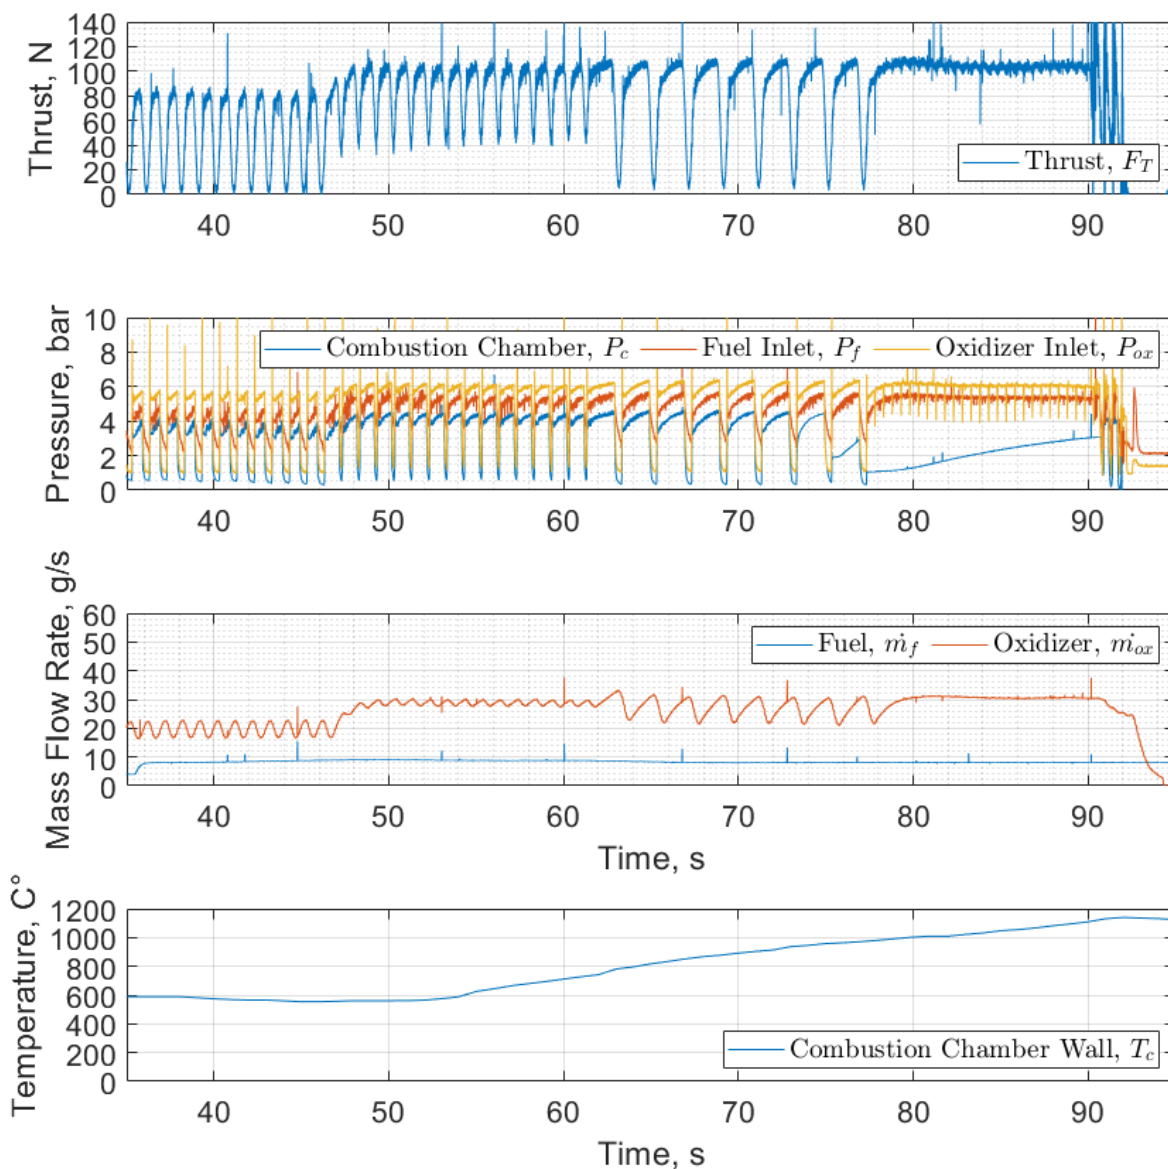 140
120
100
80
60
40
20
0
Thrust, N
Thrust, F_T
40 50 60 70 80 90
10
8
6
4
2
0
Pressure, bar
Combustion Chamber, P_c Fuel Inlet, P_f Oxidizer Inlet, P_ox
40 50 60 70 80 90
60
50
40
30
20
10
0
Mass Flow Rate, g/s
Fuel, ṁ_f Oxidizer, ṁ_ox
40 50 60 70 80 90
Time, s
1200
1000
800
600
400
200
0
Temperature, C°
Combustion Chamber Wall, T_c
40 50 60 70 80 90
Time, s